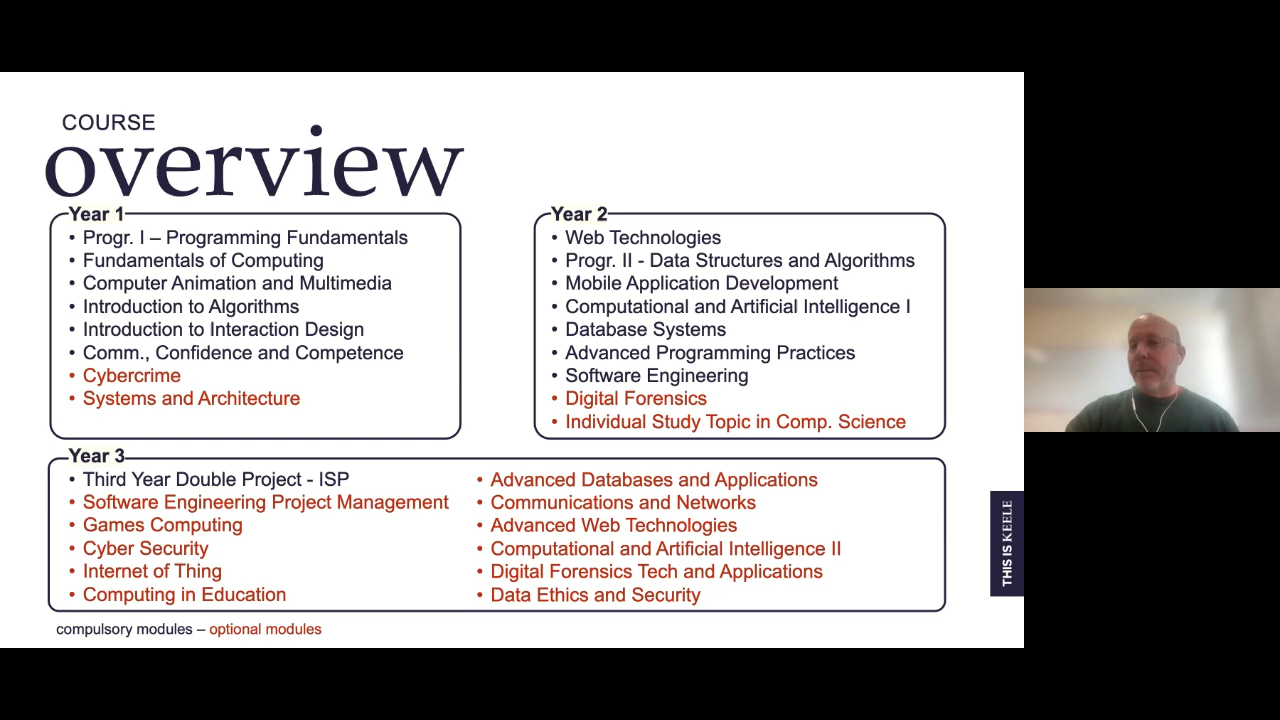 COURSE
overview
Year 1
• Progr. I – Programming Fundamentals
• Fundamentals of Computing
• Computer Animation and Multimedia
• Introduction to Algorithms
• Introduction to Interaction Design
• Comm., Confidence and Competence
• Cybercrime
• Systems and Architecture
Year 2
• Web Technologies
• Progr. II - Data Structures and Algorithms
• Mobile Application Development
• Computational and Artificial Intelligence I
• Database Systems
• Advanced Programming Practices
• Software Engineering
• Digital Forensics
• Individual Study Topic in Comp. Science
Year 3
• Third Year Double Project - ISP
• Software Engineering Project Management
• Games Computing
• Cyber Security
• Internet of Thing
• Computing in Education
• Advanced Databases and Applications
• Communications and Networks
• Advanced Web Technologies
• Computational and Artificial Intelligence II
• Digital Forensics Tech and Applications
• Data Ethics and Security
compulsory modules – optional modules
THIS IS KEELE